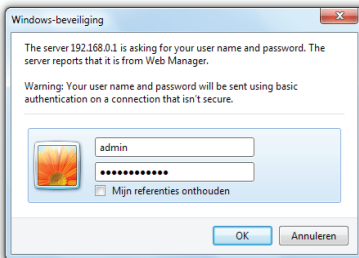 Windows-beveiliging
The server 192.168.0.1 is asking for your user name and password. The
server reports that it is from Web Manager.
Warning: Your user name and password will be sent using basic
authentication on a connection that isn't secure.
admin
●●●●●●●●●●●●
Mijn referenties onthouden
OK
Annuleren